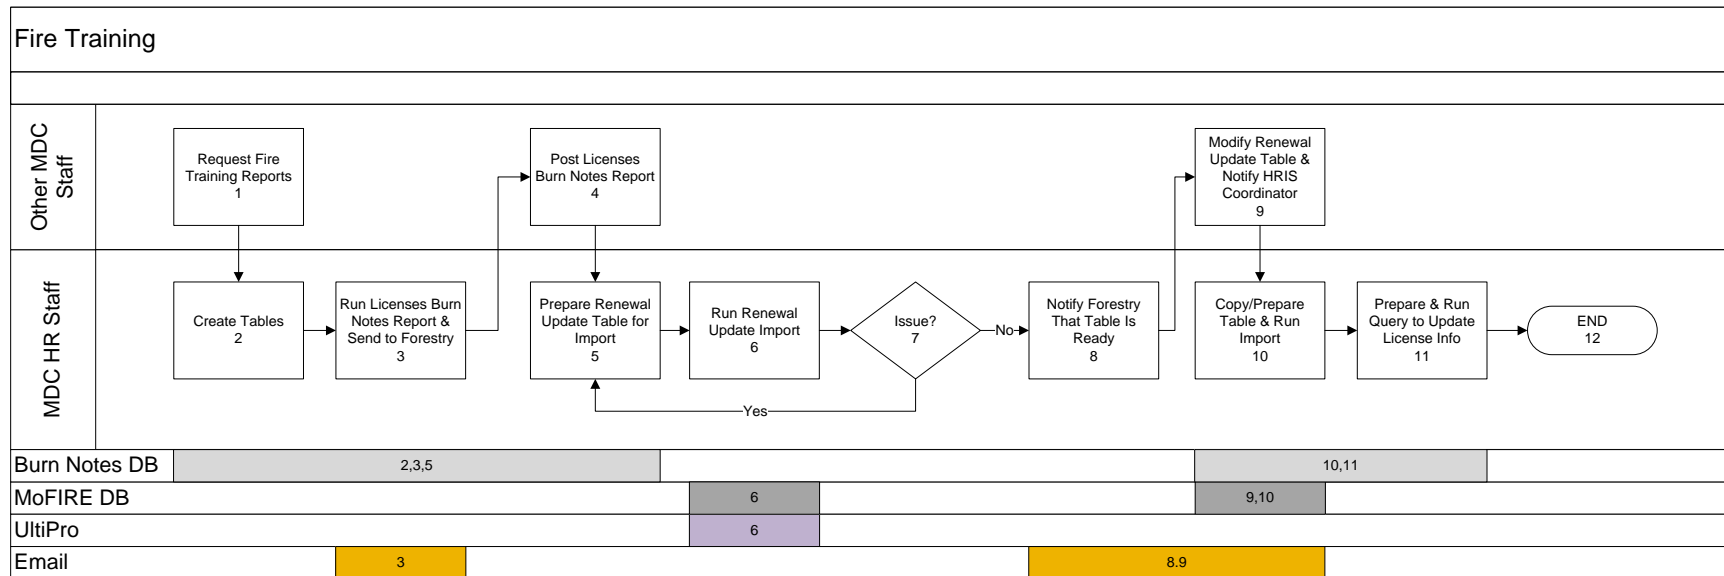 Fire Training
Other MDC
Staff
Request Fire
Training Reports
1
Post Licenses
Burn Notes Report
4
Modify Renewal
Update Table &
Notify HRIS
Coordinator
9
MDC HR Staff
Create Tables
2
Run Licenses Burn
Notes Report &
Send to Forestry
3
Prepare Renewal
Update Table for
Import
5
Run Renewal
Update Import
6
Issue?
7
No
Yes
Notify Forestry
That Table Is
Ready
8
Copy/Prepare
Table & Run
Import
10
Prepare & Run
Query to Update
License Info
11
END
12
Burn Notes DB
2,3,5
10,11
MoFIRE DB
6
9,10
UltiPro
6
Email
3
8.9